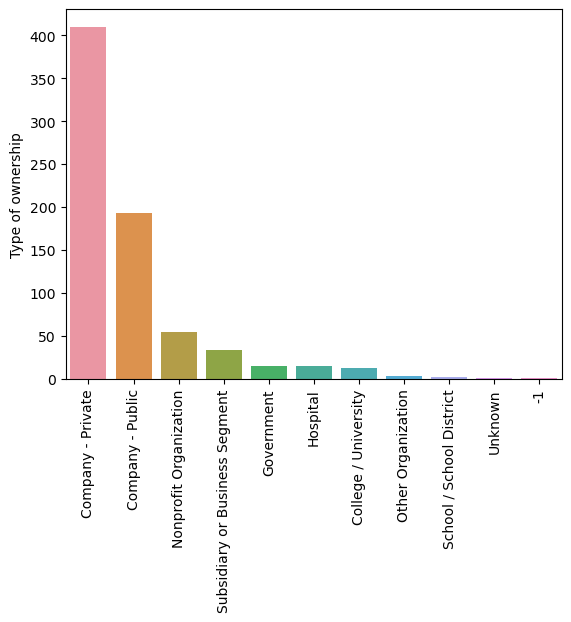 400
350
300
250
200
150
100
50
0
Type of ownership
Company - Private
Company - Public
Nonprofit Organization
Subsidiary or Business Segment
Government
Hospital
College / University
Other Organization
School / School District
Unknown
-1